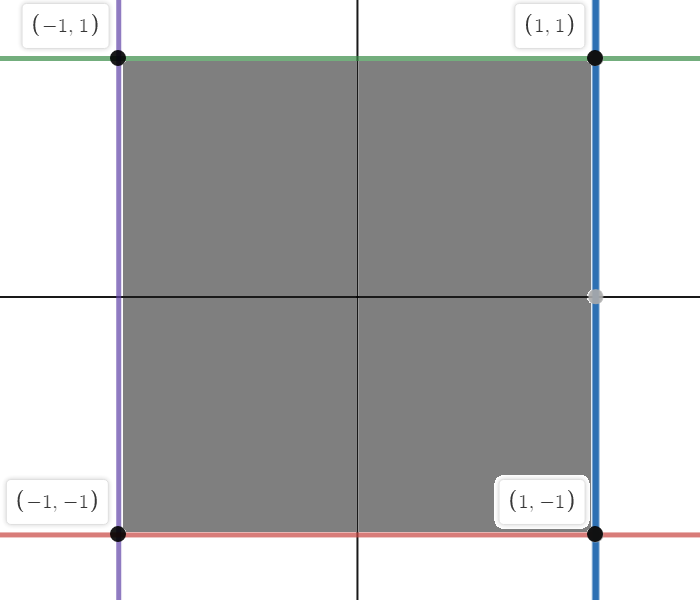 (−1, 1)
(1, 1)
(−1, −1)
(1, −1)